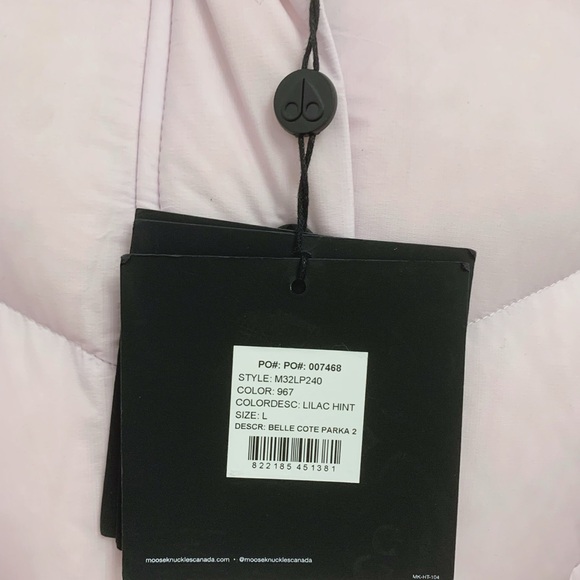 PO#: PO#: 007468
STYLE: M32LP240
COLOR: 967
COLORDESC: LILAC HINT
SIZE: L
DESCR: BELLE COTE PARKA 2
822185 451381
mooseknucklescanada.com • @mooseknucklescanada
MK-HT-104